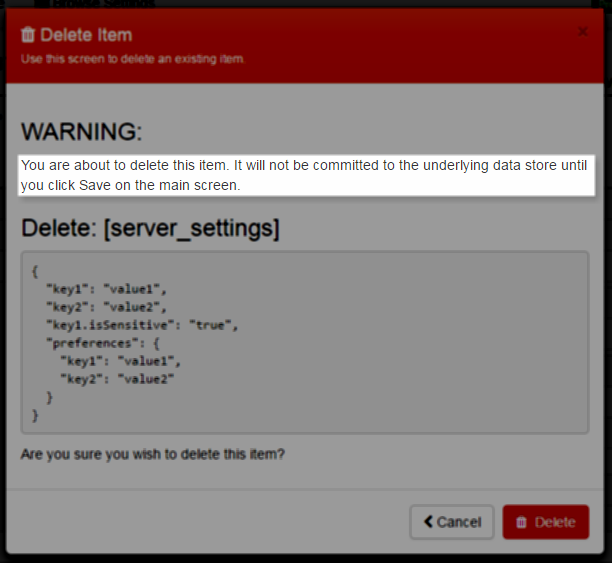 Browse Settings
Delete Item
Use this screen to delete an existing item.
WARNING:
You are about to delete this item. It will not be committed to the underlying data store until
you click Save on the main screen.
Delete: [server_settings]
{
  "key1": "value1",
  "key2": "value2",
  "key1.isSensitive": "true",
  "preferences": {
    "key1": "value1",
    "key2": "value2"
  }
}
Are you sure you wish to delete this item?
Cancel
Delete